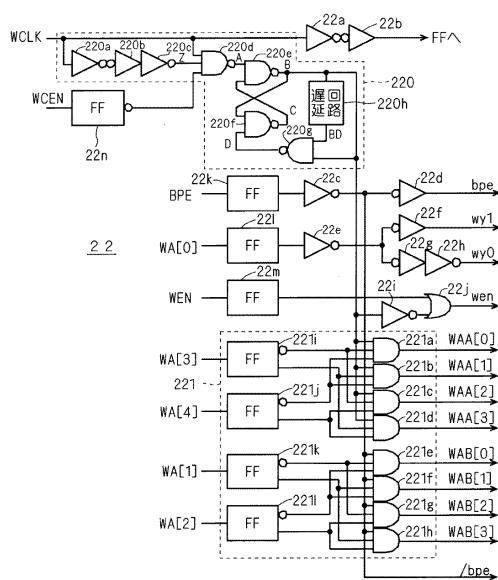 22a
22b
WCLK
FFへ
220a
220b
220c
220d
220e
Z
A
B
220
WCEN
FF
22n
C
遅延回路
220h
220f
D
220g
BD
22k
22c
22d
BPE
FF
bpe
22l
22f
wy1
WA[0]
FF
22e
22g
22h
wy0
22
22m
22j
WEN
FF
22i
wen
221i
221a
WAA[0]
WA[3]
FF
221b
WAA[1]
221
221j
221c
WAA[2]
WA[4]
FF
221d
WAA[3]
221k
221e
WAB[0]
WA[1]
FF
221f
WAB[1]
221l
221g
WAB[2]
WA[2]
FF
221h
WAB[3]
/bpe